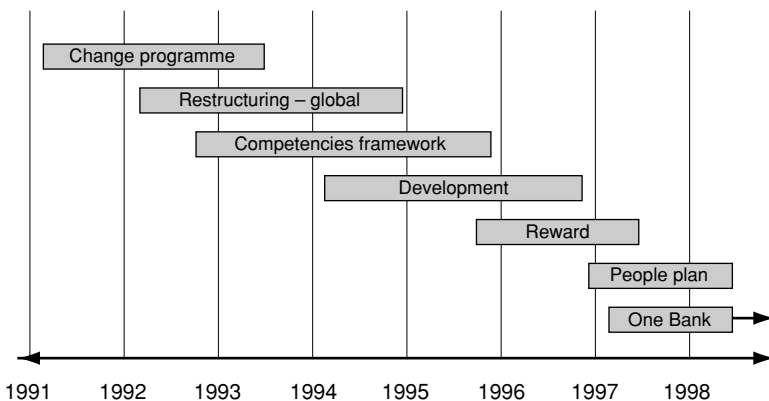 Change programme
Restructuring – global
Competencies framework
Development
Reward
People plan
One Bank
1991 1992 1993 1994 1995 1996 1997 1998